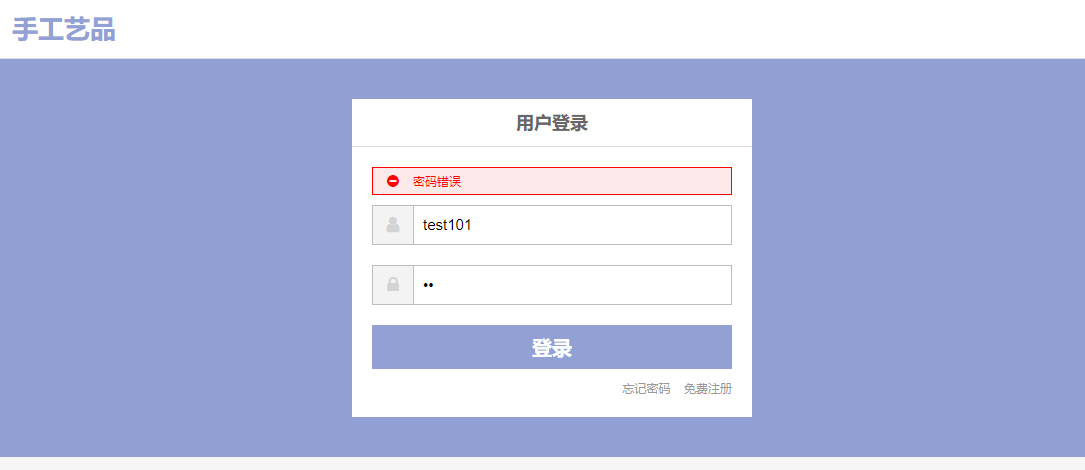 手工艺品
用户登录
密码错误
test101
••
登录
忘记密码 免费注册